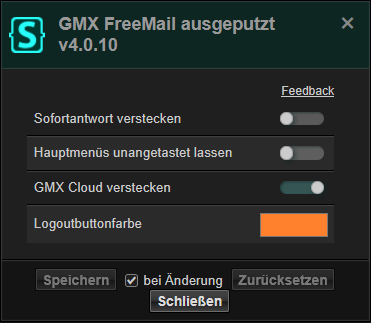 GMX FreeMail ausgeputzt
v4.0.10
Feedback
Sofortantwort verstecken
Hauptmenüs unangetastet lassen
GMX Cloud verstecken
Logoutbuttonfarbe
Speichern bei Änderung Zurücksetzen
Schließen